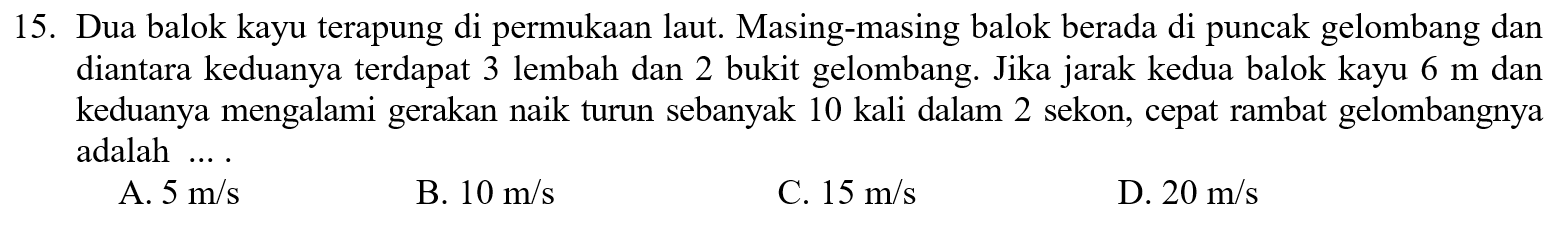 15. Dua balok kayu terapung di permukaan laut. Masing-masing balok berada di puncak gelombang dan
diantara keduanya terdapat 3 lembah dan 2 bukit gelombang. Jika jarak kedua balok kayu 6 m dan
keduanya mengalami gerakan naik turun sebanyak 10 kali dalam 2 sekon, cepat rambat gelombangnya
adalah ... .
A. 5 m/s B. 10 m/s C. 15 m/s D. 20 m/s